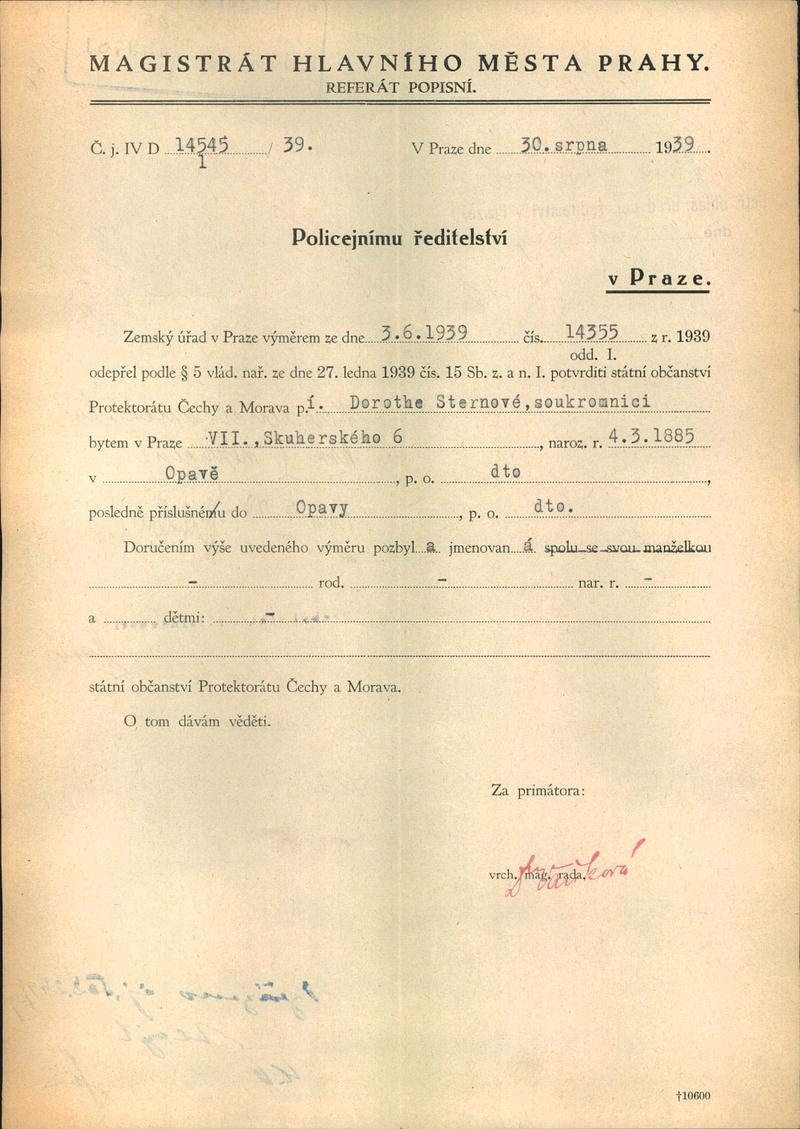 MAGISTRÁT HLAVNÍHO MĚSTA PRAHY.
REFERÁT POPISNÍ.
Č. j. IV D 14545 / 39. V Praze dne 30. srpna 1939.
1
Policejnímu ředitelství
v Praze.
Zemský úřad v Praze výměrem ze dne 3.6.1939 čís. 14355 z r. 1939
odd. I.
odepřel podle § 5 vlád. nař. ze dne 27. ledna 1939 čís. 15 Sb. z. a n. I. potvrditi státní občanství
Protektorátu Čechy a Morava p.í. Dorothe Sternové, soukromnici
bytem v Praze VII., Skuherského 6, naroz. r. 4.3.1885
v Opavě, p. o. dto,
posledně příslušném/u do Opavy, p. o. dto.
Doručením výše uvedeného výměru pozbyl a jmenovan á spolu se svou manželkou
- rod. - nar. r. -
a dětmi: -
státní občanství Protektorátu Čechy a Morava.
O tom dávám věděti.
Za primátora:
vrch. mag. rada.
†10600